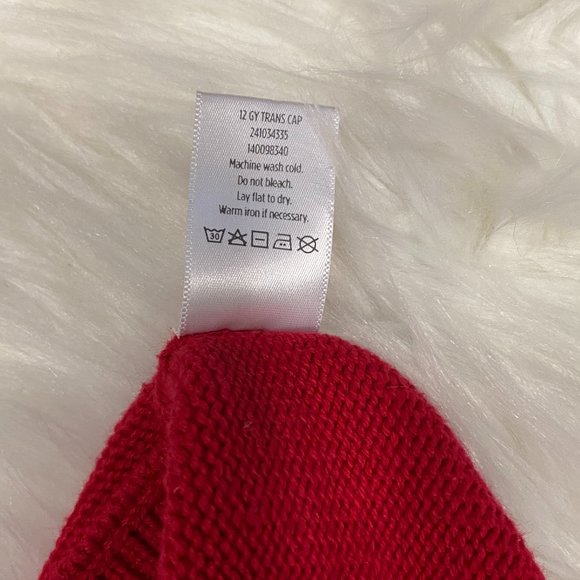 12 GY TRANS CAP
241034335
140098340
Machine wash cold.
Do not bleach.
Lay flat to dry.
Warm iron if necessary.
30